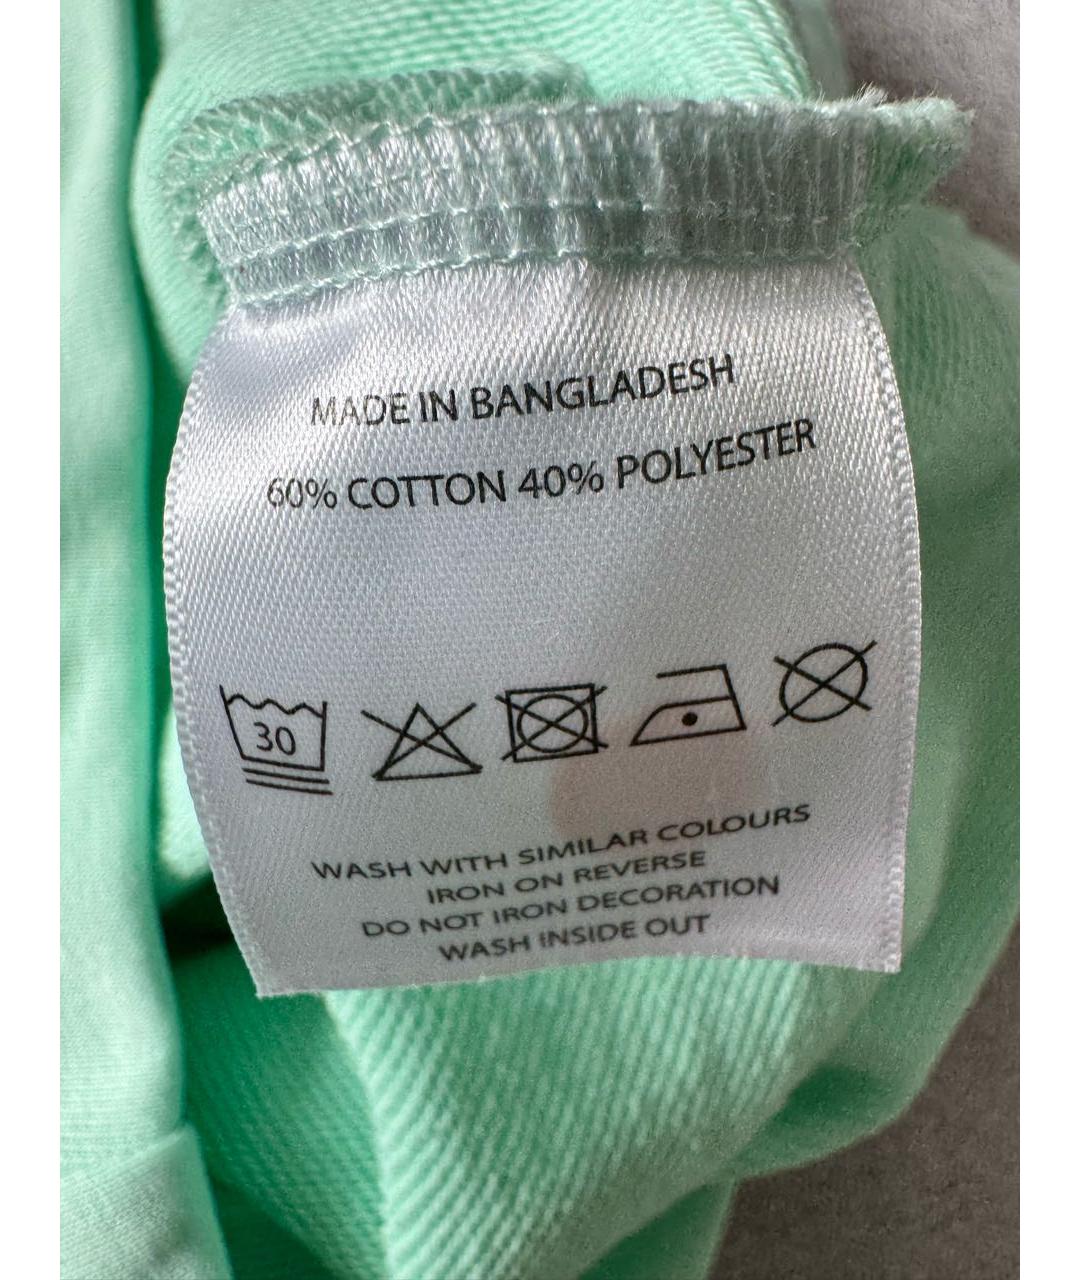 MADE IN BANGLADESH
60% COTTON 40% POLYESTER
30
WASH WITH SIMILAR COLOURS
IRON ON REVERSE
DO NOT IRON DECORATION
WASH INSIDE OUT